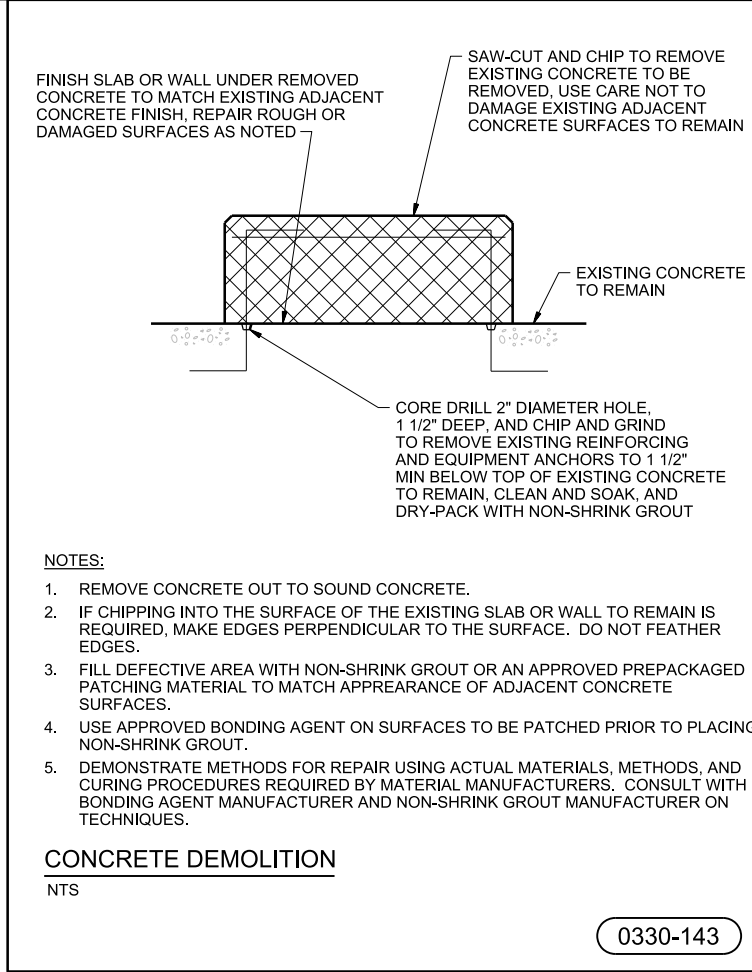 FINISH SLAB OR WALL UNDER REMOVED
CONCRETE TO MATCH EXISTING ADJACENT
CONCRETE FINISH, REPAIR ROUGH OR
DAMAGED SURFACES AS NOTED
SAW-CUT AND CHIP TO REMOVE
EXISTING CONCRETE TO BE
REMOVED, USE CARE NOT TO
DAMAGE EXISTING ADJACENT
CONCRETE SURFACES TO REMAIN
EXISTING CONCRETE
TO REMAIN
CORE DRILL 2" DIAMETER HOLE,
1 1/2" DEEP, AND CHIP AND GRIND
TO REMOVE EXISTING REINFORCING
AND EQUIPMENT ANCHORS TO 1 1/2"
MIN BELOW TOP OF EXISTING CONCRETE
TO REMAIN, CLEAN AND SOAK, AND
DRY-PACK WITH NON-SHRINK GROUT
NOTES:
1. REMOVE CONCRETE OUT TO SOUND CONCRETE.
2. IF CHIPPING INTO THE SURFACE OF THE EXISTING SLAB OR WALL TO REMAIN IS
REQUIRED, MAKE EDGES PERPENDICULAR TO THE SURFACE. DO NOT FEATHER
EDGES.
3. FILL DEFECTIVE AREA WITH NON-SHRINK GROUT OR AN APPROVED PREPACKAGED
PATCHING MATERIAL TO MATCH APPREARANCE OF ADJACENT CONCRETE
SURFACES.
4. USE APPROVED BONDING AGENT ON SURFACES TO BE PATCHED PRIOR TO PLACING
NON-SHRINK GROUT.
5. DEMONSTRATE METHODS FOR REPAIR USING ACTUAL MATERIALS, METHODS, AND
CURING PROCEDURES REQUIRED BY MATERIAL MANUFACTURERS. CONSULT WITH
BONDING AGENT MANUFACTURER AND NON-SHRINK GROUT MANUFACTURER ON
TECHNIQUES.
CONCRETE DEMOLITION
NTS
0330-143